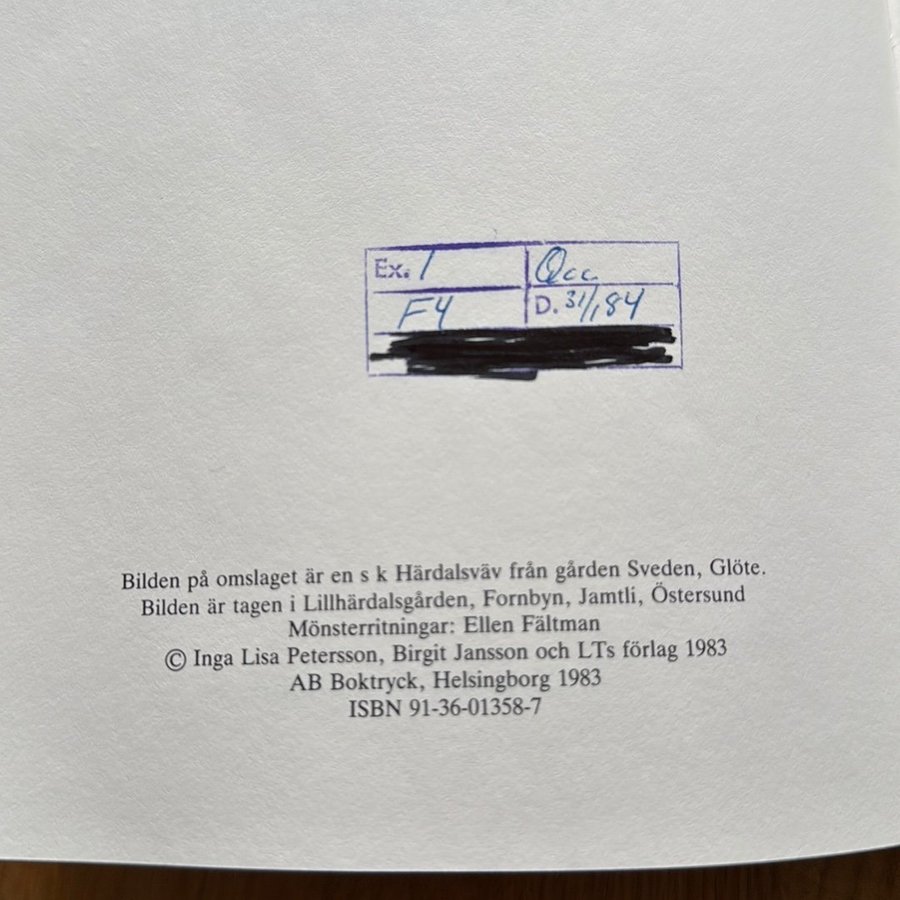 Ex. 1 Qcc
F4 D. 31/1 84
Bilden på omslaget är en s k Härdalsväv från gården Sveden, Glöte.
Bilden är tagen i Lillhärdalsgården, Fornbyn, Jamtli, Östersund
Mönsterritningar: Ellen Fältman
© Inga Lisa Petersson, Birgit Jansson och LTs förlag 1983
AB Boktryck, Helsingborg 1983
ISBN 91-36-01358-7